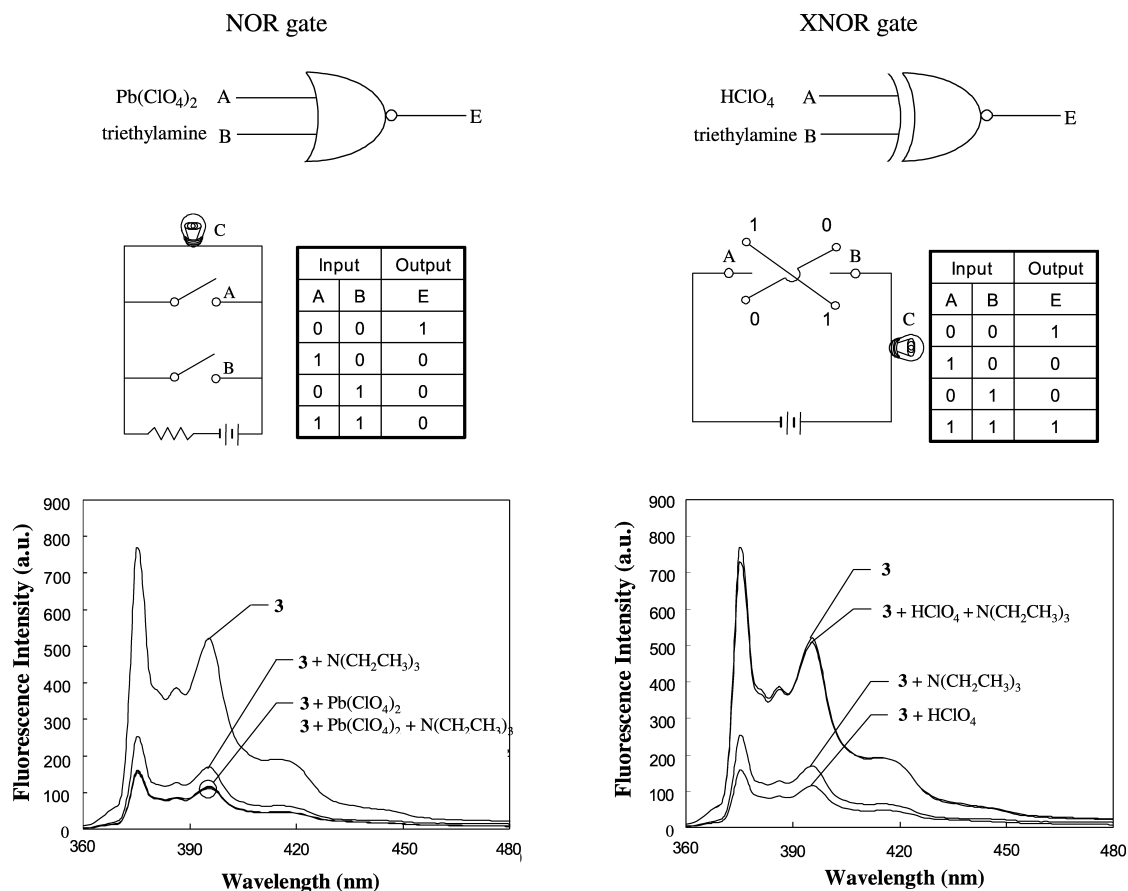 NOR gate
Pb(ClO₄)₂ A
triethylamine B
E
C
A
B
Input Output
A B E
0 0 1
1 0 0
0 1 0
1 1 0
Fluorescence Intensity (a.u.)
900
800
700
600
500
400
300
200
100
0
3
3 + N(CH₂CH₃)₃
3 + Pb(ClO₄)₂
3 + Pb(ClO₄)₂ + N(CH₂CH₃)₃
360 390 420 450 480
Wavelength (nm)
XNOR gate
HClO₄ A
triethylamine B
E
1 0
A B
0 1
C
Input Output
A B E
0 0 1
1 0 0
0 1 0
1 1 1
Fluorescence Intensity (a.u.)
900
800
700
600
500
400
300
200
100
0
3
3 + HClO₄ + N(CH₂CH₃)₃
3 + N(CH₂CH₃)₃
3 + HClO₄
360 390 420 450 480
Wavelength (nm)